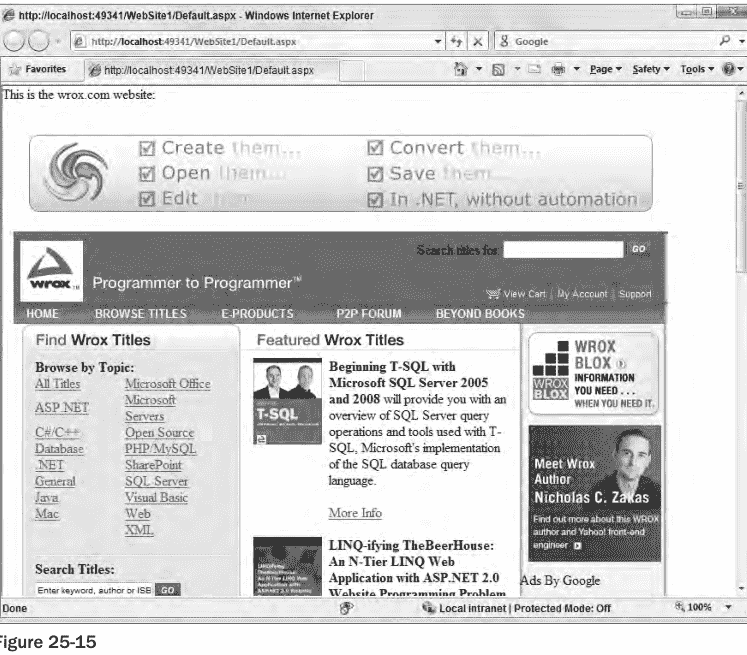 http://localhost:49341/WebSite1/Default.aspx - Windows Internet Explorer
http://localhost:49341/WebSite1/Default.aspx
Google
Favorites
http://localhost:49341/WebSite1/Default.aspx
Page
Safety
Tools
This is the wrox.com website:
Create them...
Convert them...
Open them...
Save them...
Edit them...
In .NET, without automation
Search titles for
GO
wrox™
Programmer to Programmer™
View Cart | My Account | Support
HOME
BROWSE TITLES
E-PRODUCTS
P2P FORUM
BEYOND BOOKS
Find Wrox Titles
Browse by Topic:
All Titles
ASP.NET
C#/C++
Database
.NET
General
Java
Mac
Microsoft Office
Microsoft
Servers
Open Source
PHP/MySQL
SharePoint
SQL Server
Visual Basic
Web
XML
Search Titles:
Enter keyword, author or ISB
GO
Featured Wrox Titles
T-SQL
Beginning T-SQL with
Microsoft SQL Server 2005
and 2008 will provide you with an
overview of SQL Server query
operations and tools used with T-
SQL, Microsoft's implementation
of the SQL database query
language.
More Info
LINQ-ifying TheBeerHouse:
An N-Tier LINQ Web
Application with ASP.NET 2.0
Website Programming Problem
WROX
BLOX
WROX
BLOX
INFORMATION
YOU NEED...
WHEN YOU NEED IT.
Meet Wrox
Author
Nicholas C. Zakas
Find out more about this WROX
author and Yahoo! front-end
engineer
Ads By Google
Done
Local intranet | Protected Mode: Off
100%
Figure 25-15